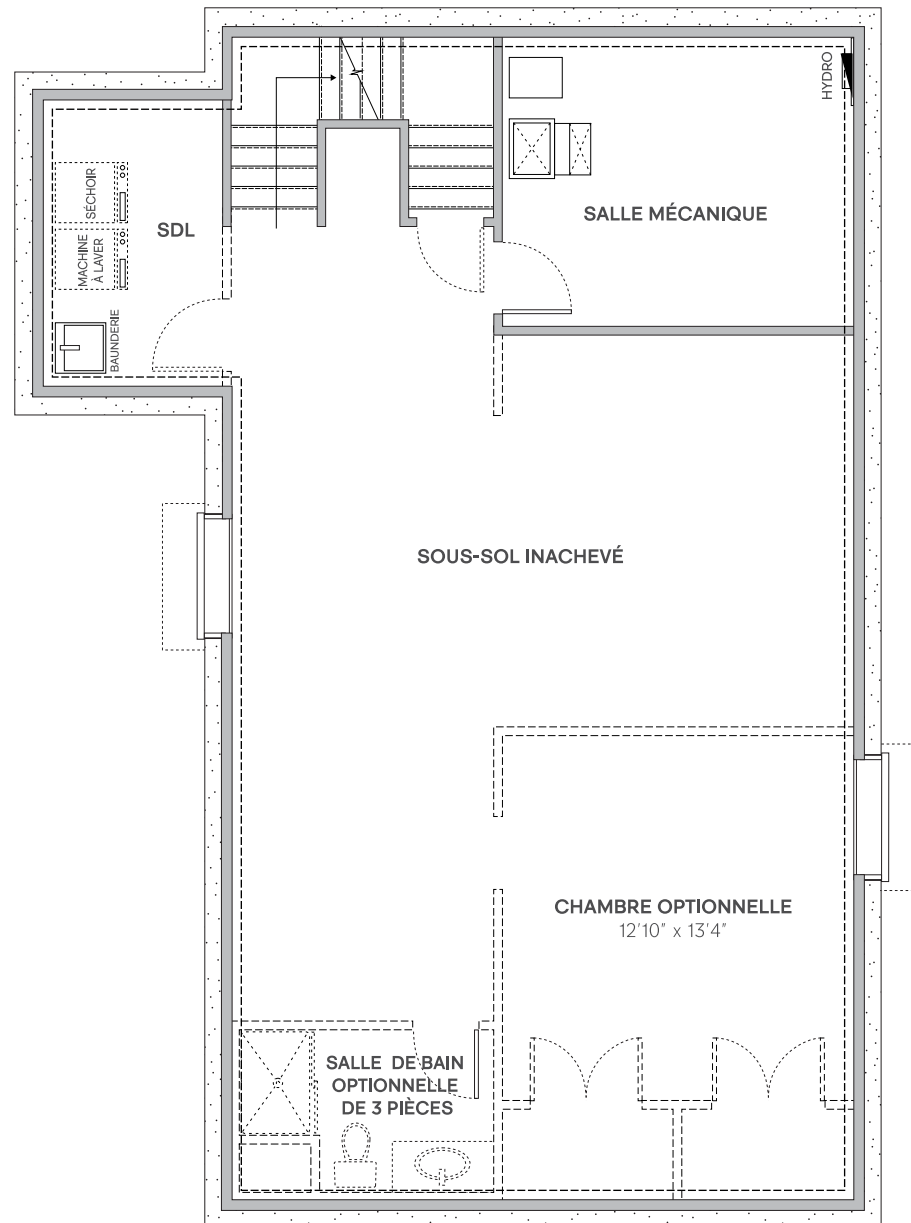 HYDRO
SÉCHOIR
SDL
SALLE MÉCANIQUE
MACHINE
À LAVER
BAUNDERIE
SOUS-SOL INACHEVÉ
CHAMBRE OPTIONNELLE
12'10" x 13'4"
SALLE DE BAIN
OPTIONNELLE
DE 3 PIÈCES